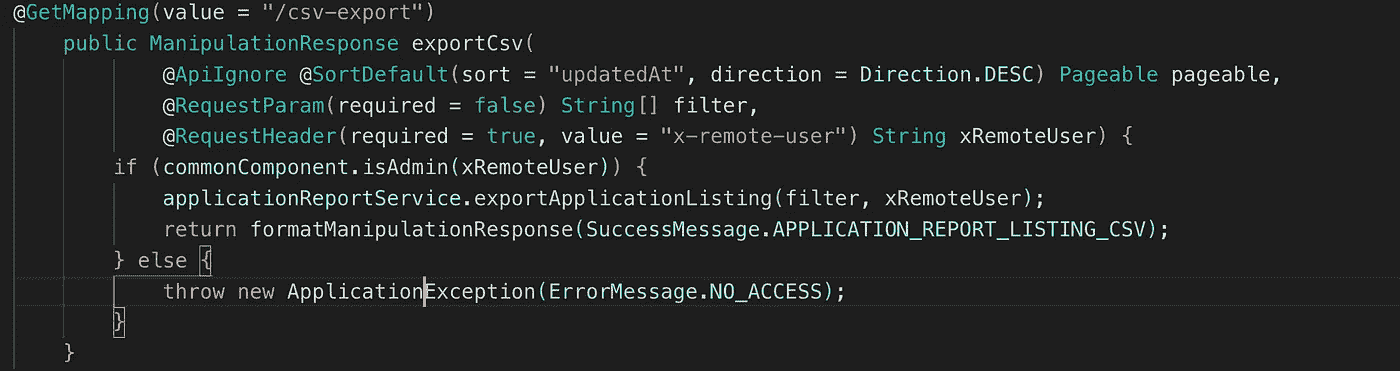 @GetMapping(value = "/csv-export")
public ManipulationResponse exportCsv(
@ApiIgnore @SortDefault(sort = "updatedAt", direction = Direction.DESC) Pageable pageable,
@RequestParam(required = false) String[] filter,
@RequestHeader(required = true, value = "x-remote-user") String xRemoteUser) {
if (commonComponent.isAdmin(xRemoteUser)) {
applicationReportService.exportApplicationListing(filter, xRemoteUser);
return formatManipulationResponse(SuccessMessage.APPLICATION_REPORT_LISTING_CSV);
} else {
throw new ApplicationException(ErrorMessage.NO_ACCESS);
}
}